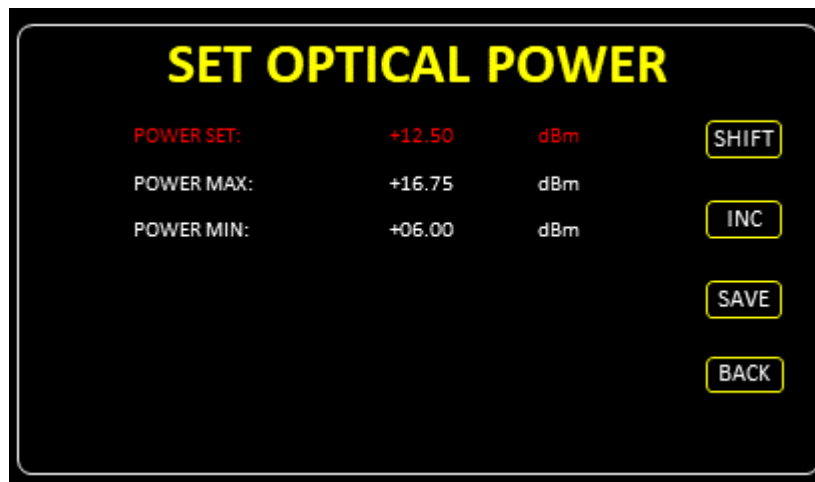 SET OPTICAL POWER
POWER SET: +12.50 dBm
SHIFT
POWER MAX: +16.75 dBm
INC
POWER MIN: +06.00 dBm
SAVE
BACK